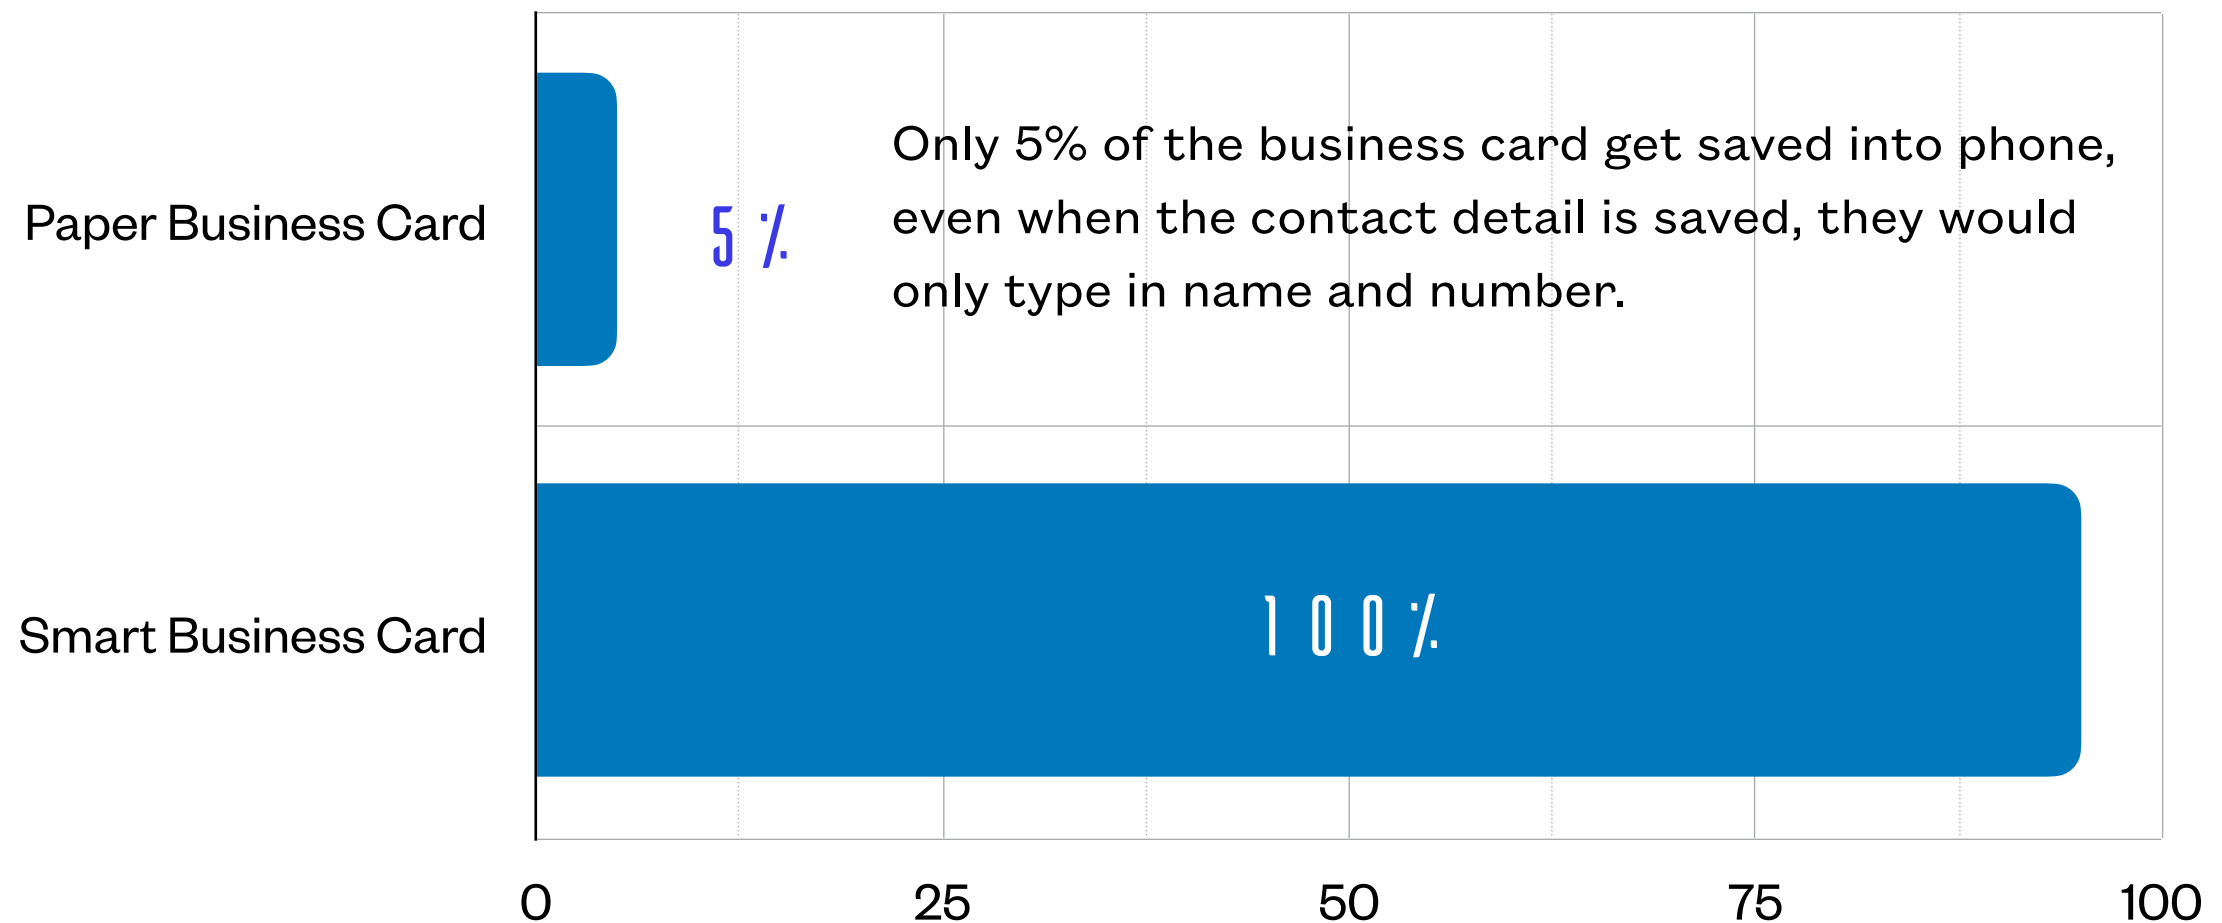 Only 5% of the business card get saved into phone,
even when the contact detail is saved, they would
only type in name and number.
Paper Business Card
5%
Smart Business Card
100%
0 25 50 75 100